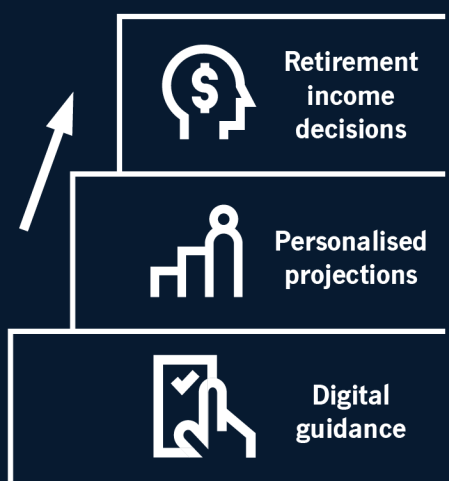 Retirement
income
decisions
$
Personalised
projections
Digital
guidance